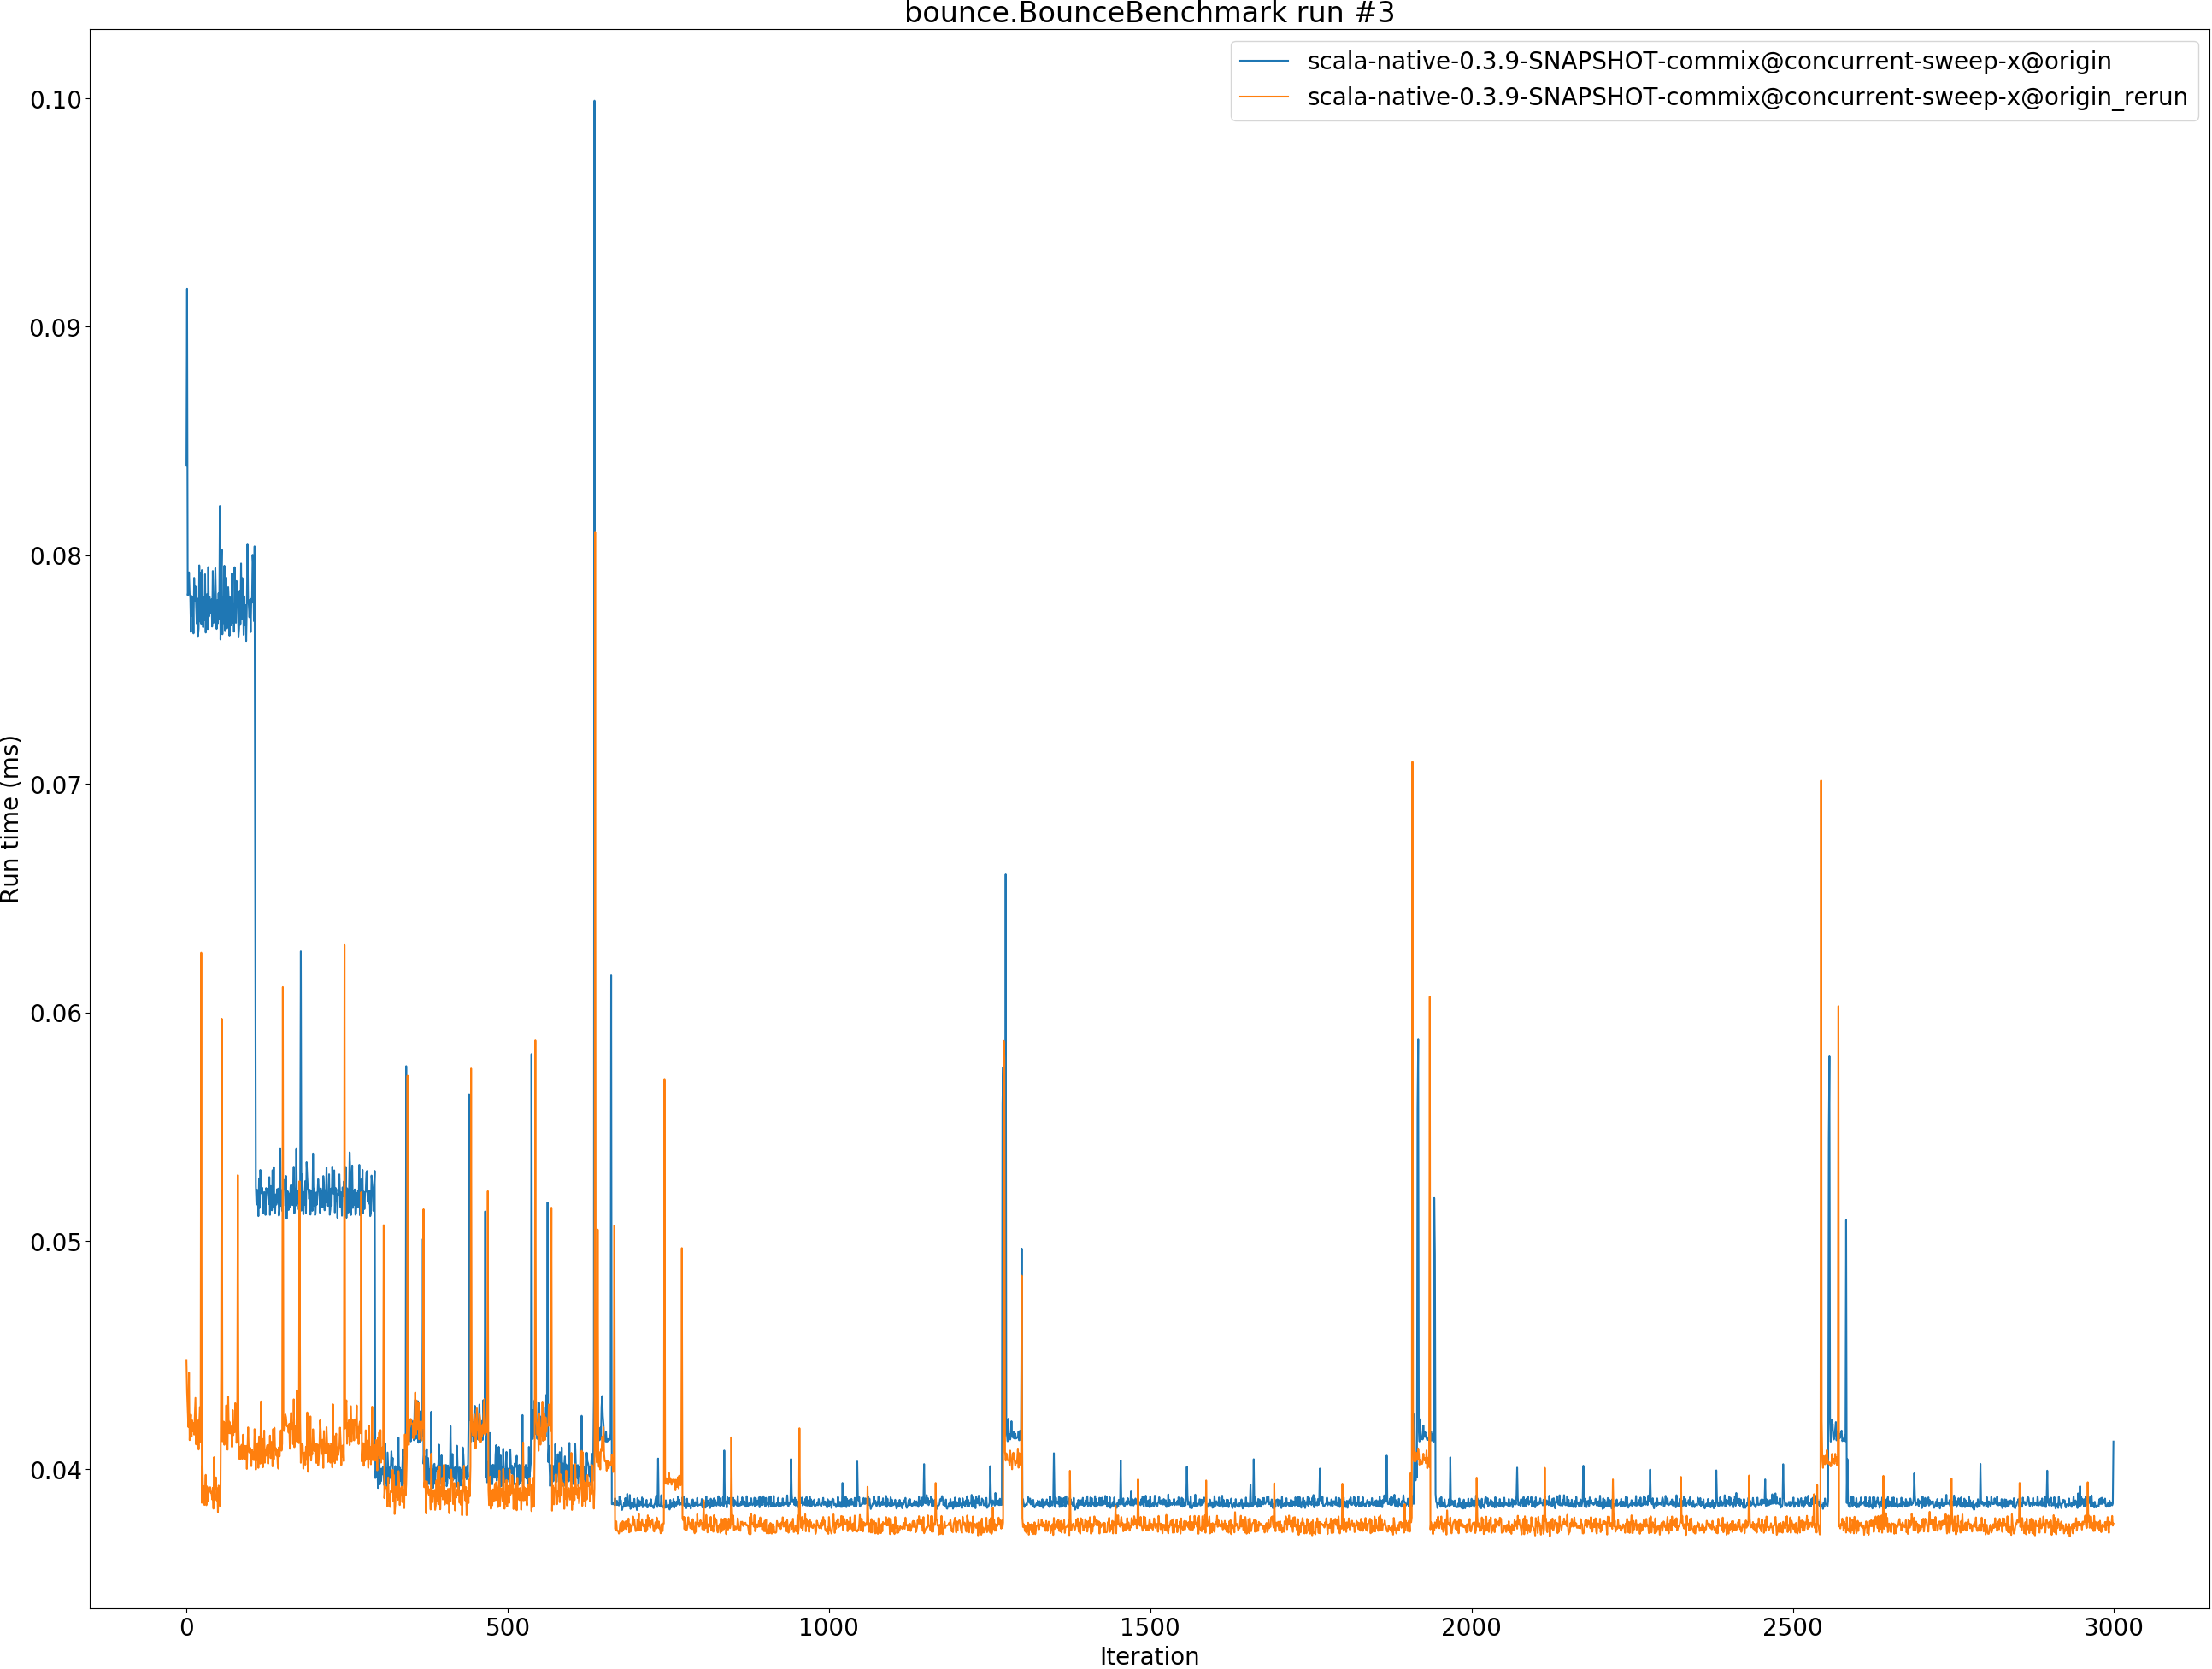 bounce.BounceBenchmark run #3
scala-native-0.3.9-SNAPSHOT-commix@concurrent-sweep-x@origin
scala-native-0.3.9-SNAPSHOT-commix@concurrent-sweep-x@origin_rerun
0.10
0.09
0.08
0.07
0.06
0.05
0.04
Run time (ms)
0 500 1000 1500 2000 2500 3000
Iteration